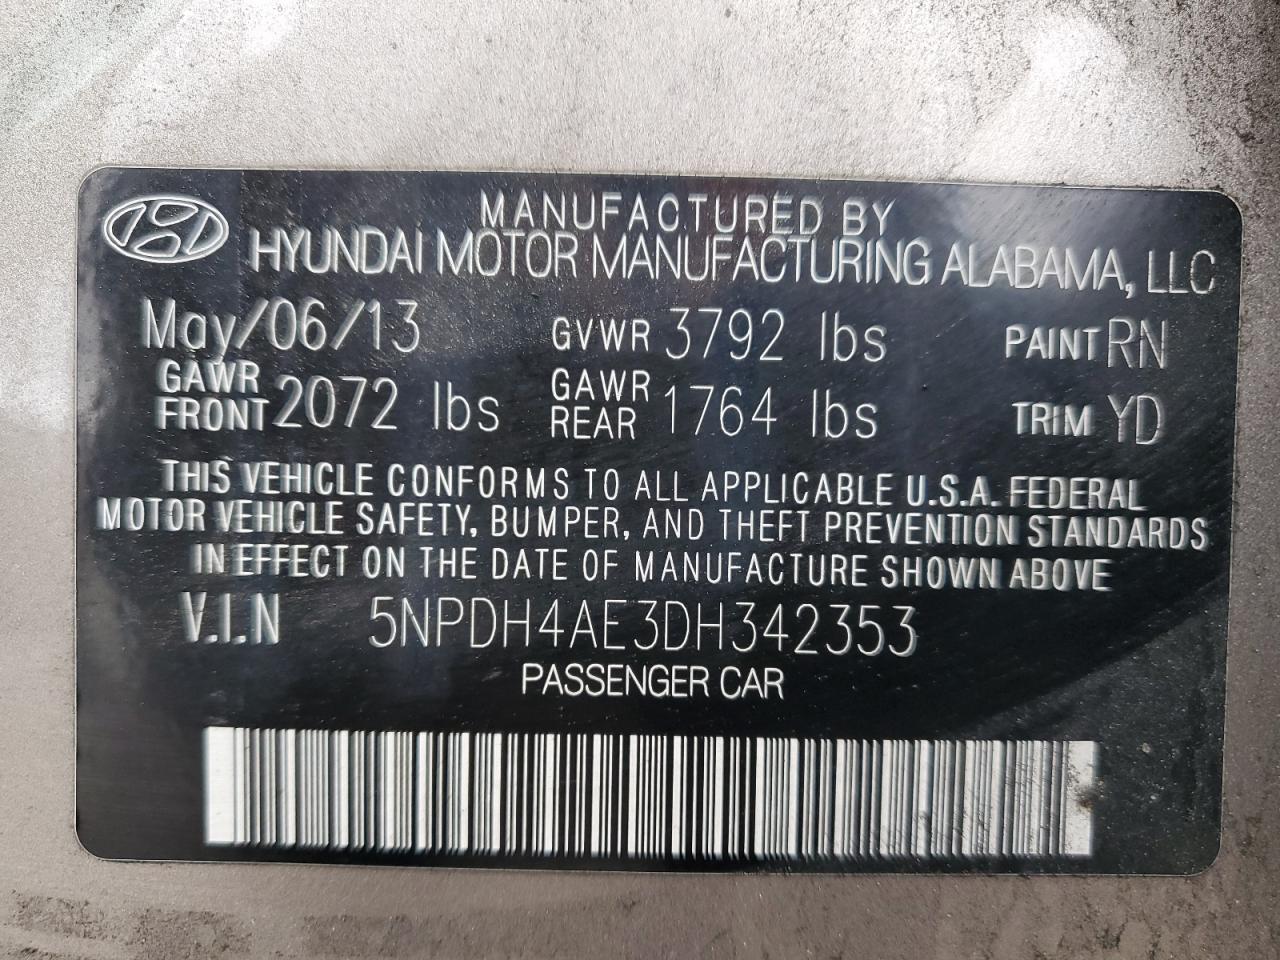 MANUFACTURED BY
HYUNDAI MOTOR MANUFACTURING ALABAMA, LLC
May/06/13 GVWR 3792 lbs PAINT RN
GAWR FRONT 2072 lbs GAWR REAR 1764 lbs TRIM YD
THIS VEHICLE CONFORMS TO ALL APPLICABLE U.S.A. FEDERAL
MOTOR VEHICLE SAFETY, BUMPER, AND THEFT PREVENTION STANDARDS
IN EFFECT ON THE DATE OF MANUFACTURE SHOWN ABOVE
V.I.N 5NPDH4AE3DH342353
PASSENGER CAR